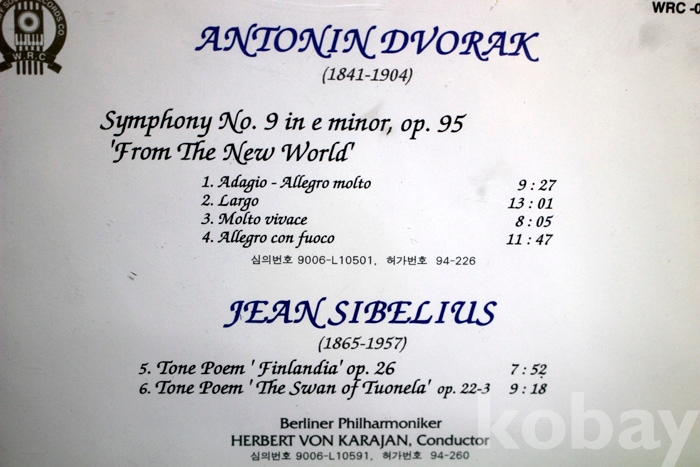 RECORDS CO.
W.R.C
WRC -0
ANTONIN DVORAK
(1841-1904)
Symphony No. 9 in e minor, op. 95
'From The New World'
1. Adagio - Allegro molto 9 : 27
2. Largo 13 : 01
3. Molto vivace 8 : 05
4. Allegro con fuoco 11 : 47
심의번호 9006-L10501, 허가번호 94-226
JEAN SIBELIUS
(1865-1957)
5. Tone Poem ' Finlandia' op. 26 7 : 52
6. Tone Poem ' The Swan of Tuonela' op. 22-3 9 : 18
Berliner Philharmoniker
HERBERT VON KARAJAN, Conductor
심의번호 9006-L10591, 허가번호 94-260
kobay